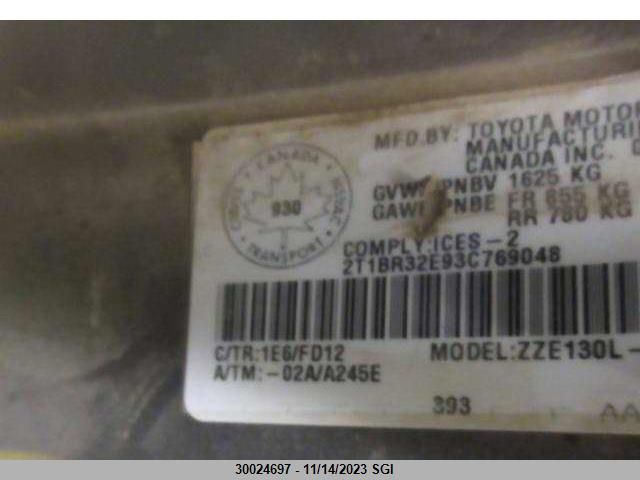 MFD.BY: TOYOTA MOTOR
MANUFACTURI
CANADA INC.
CANADA
930
TRANSPORT
GVWR PNBV 1625 KG
GAWR PNBE FR 855 KG
RR 780 KG
COMPLY:ICES-2
2T1BR32E93C769048
C/TR:1E6/FD12
MODEL:ZZE130L-
A/TM:-02A/A245E
393
AA
30024697 - 11/14/2023 SGI